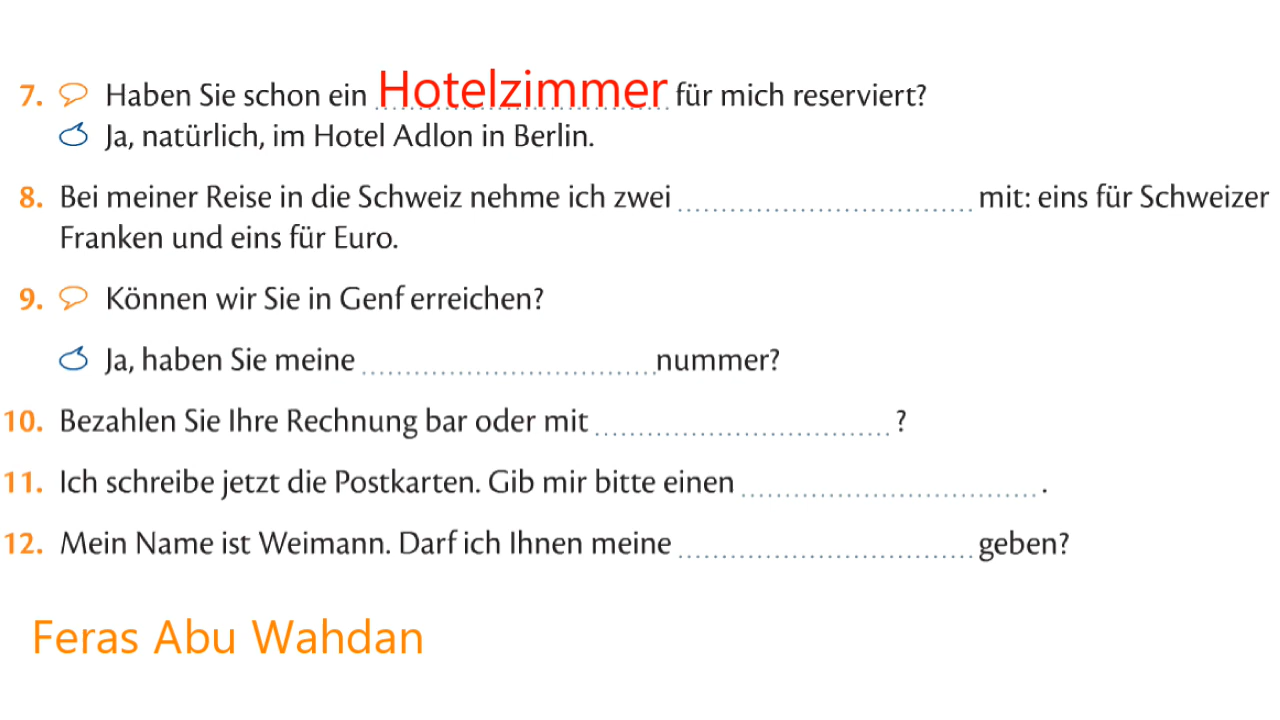 7. Haben Sie schon ein Hotelzimmer für mich reserviert?
Ja, natürlich, im Hotel Adlon in Berlin.
8. Bei meiner Reise in die Schweiz nehme ich zwei ................................. mit: eins für Schweizer
Franken und eins für Euro.
9. Können wir Sie in Genf erreichen?
Ja, haben Sie meine .................................nummer?
10. Bezahlen Sie Ihre Rechnung bar oder mit ................................. ?
11. Ich schreibe jetzt die Postkarten. Gib mir bitte einen ................................. .
12. Mein Name ist Weimann. Darf ich Ihnen meine ................................. geben?
Feras Abu Wahdan